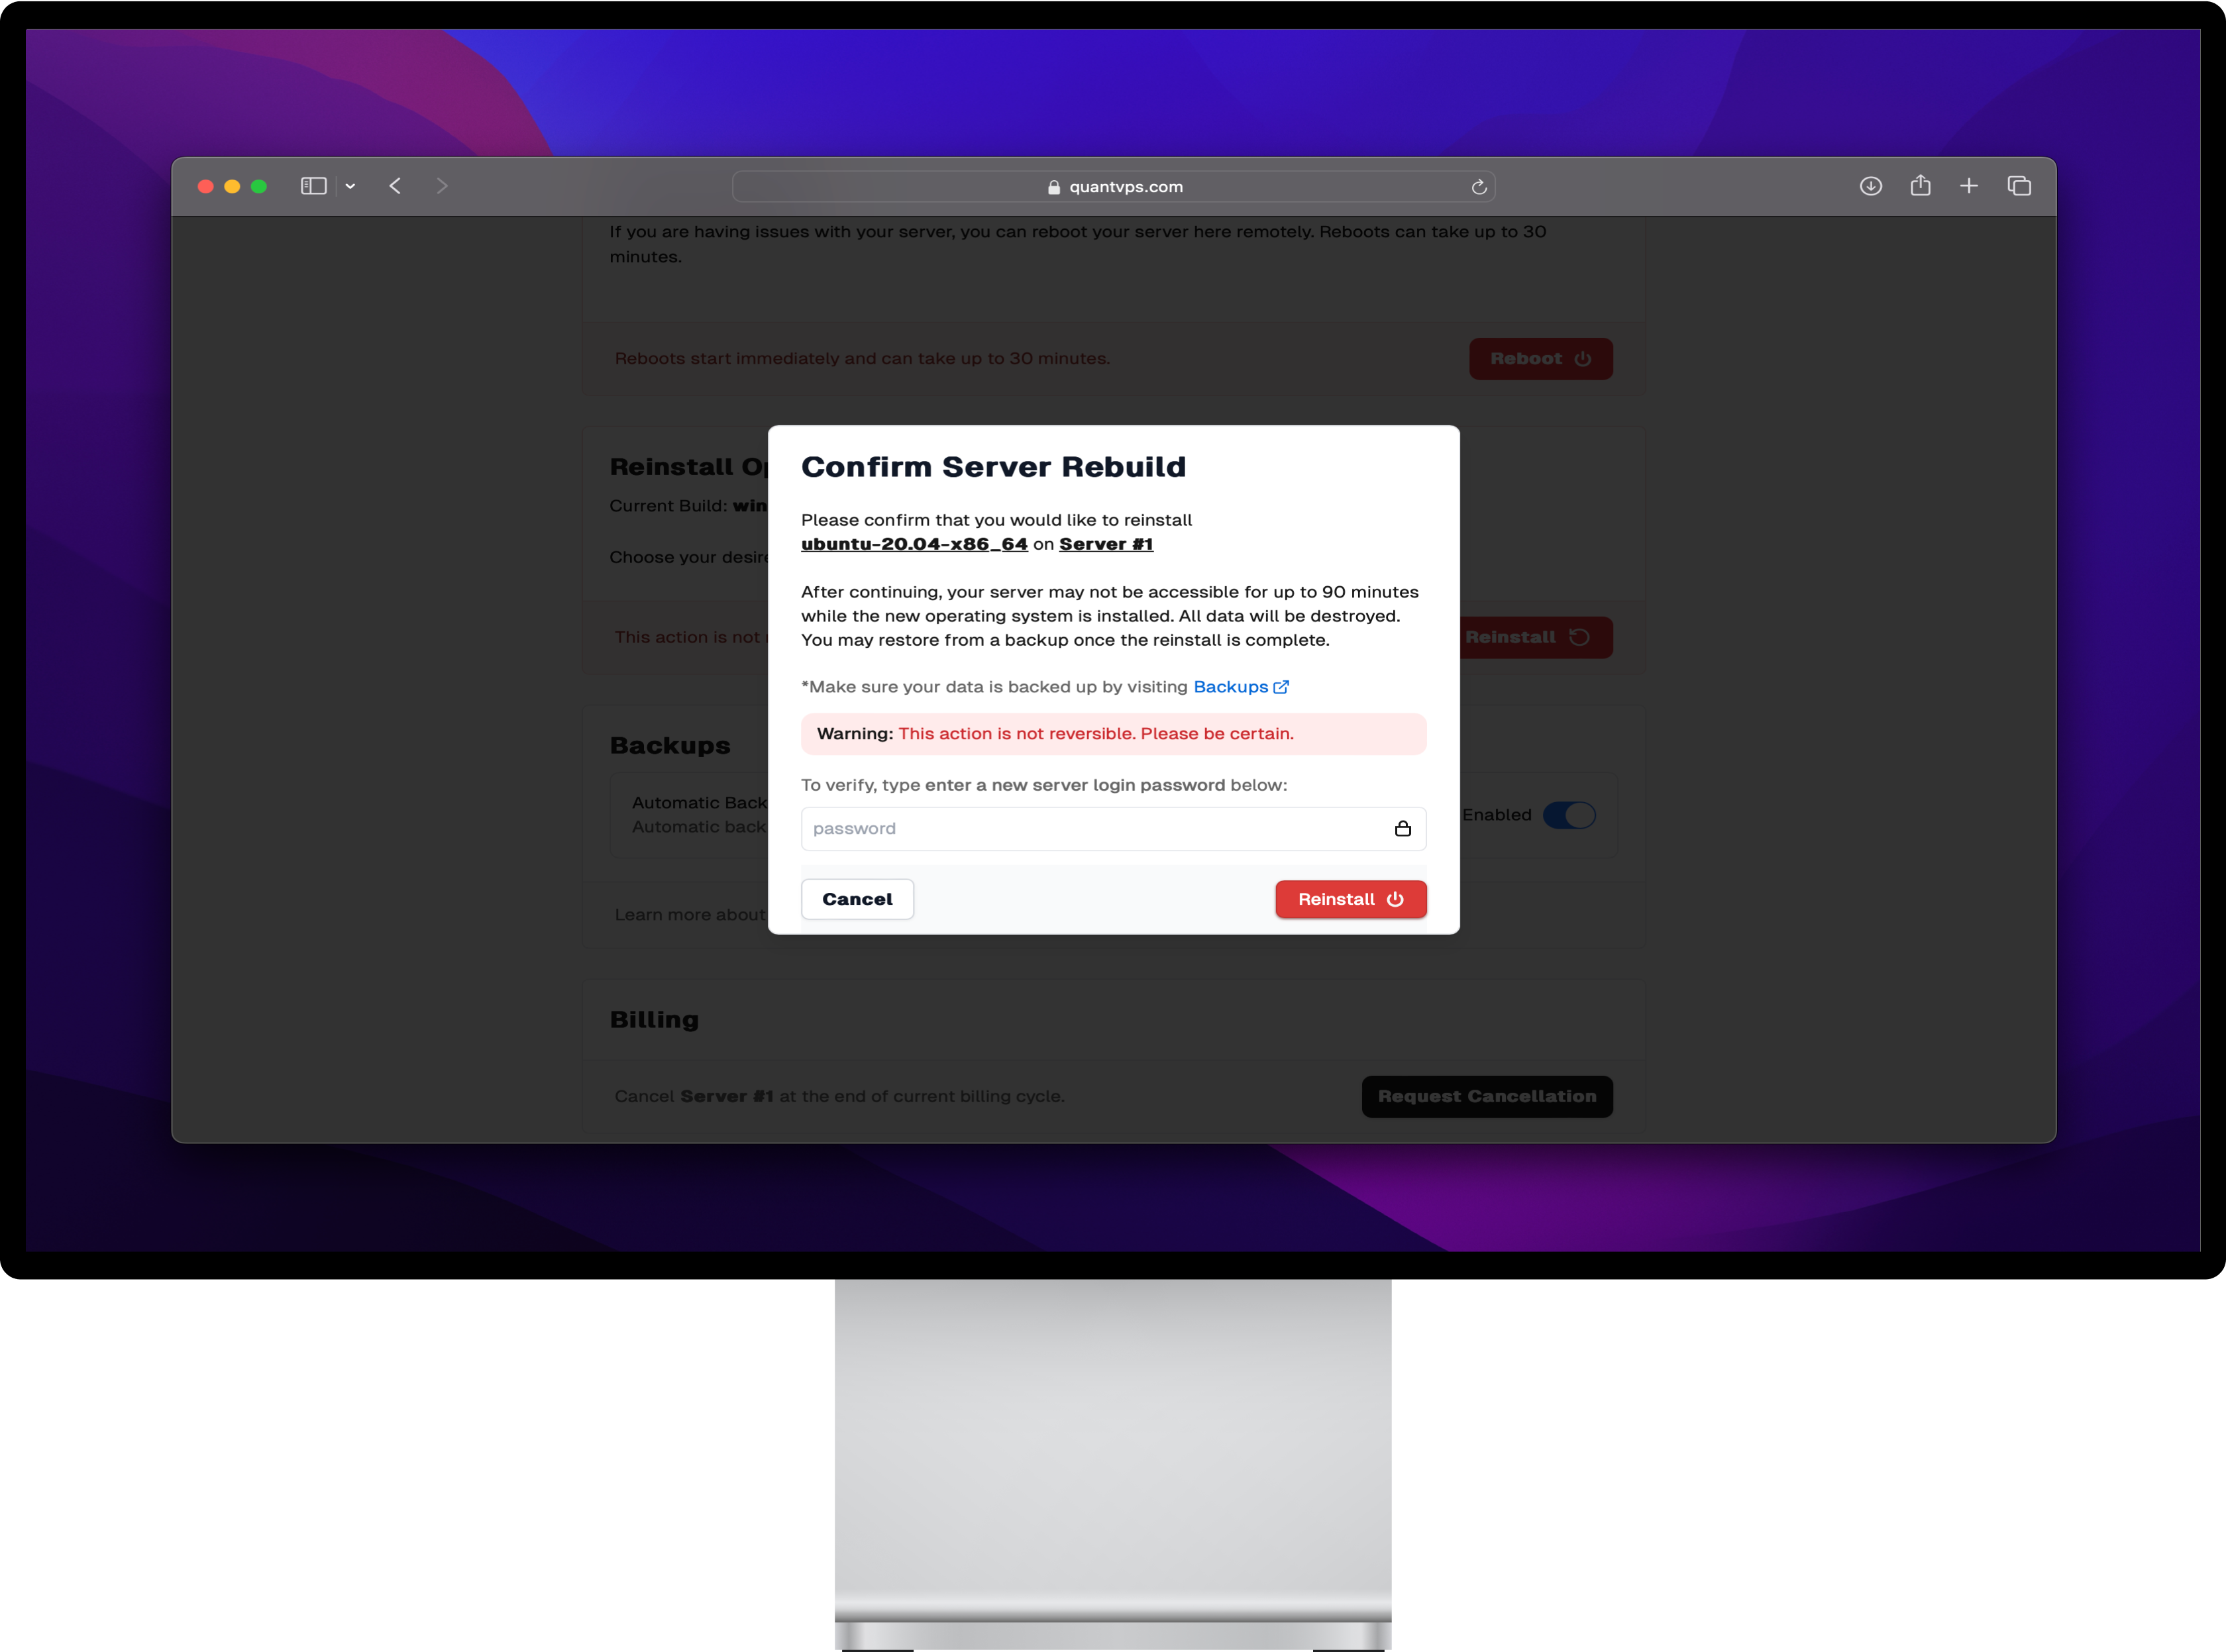 quantvps.com
If you are having issues with your server, you can reboot your server here remotely. Reboots can take up to 30
minutes.
Reboots start immediately and can take up to 30 minutes.
Reboot
Reinstall
Current Build:
Choose your
This action is not
Reinstall
Confirm Server Rebuild
Please confirm that you would like to reinstall
ubuntu-20.04-x86_64 on Server #1
After continuing, your server may not be accessible for up to 90 minutes
while the new operating system is installed. All data will be destroyed.
You may restore from a backup once the reinstall is complete.
*Make sure your data is backed up by visiting Backups
Warning: This action is not reversible. Please be certain.
To verify, type enter a new server login password below:
password
Cancel
Reinstall
Backups
Automatic
Automatic
Enabled
Learn more about
Billing
Cancel Server #1 at the end of current billing cycle.
Request Cancellation